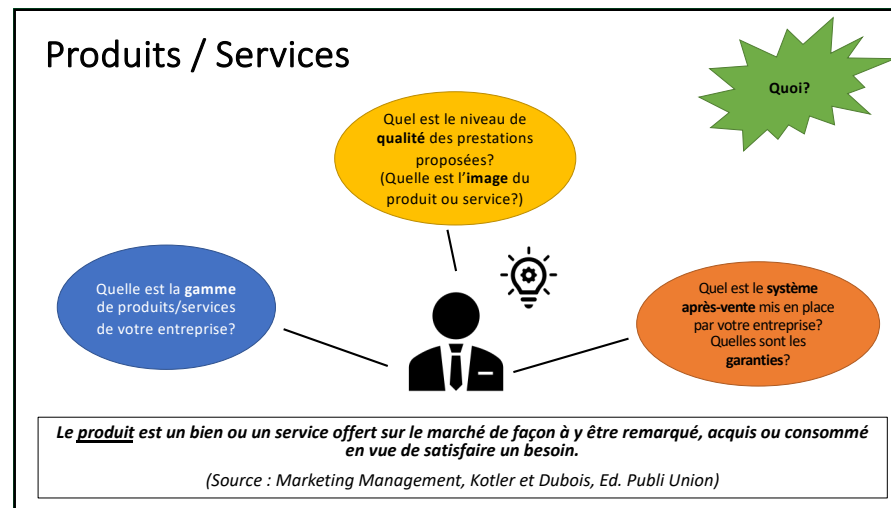 Produits / Services
Quoi?
Quel est le niveau de
qualité des prestations
proposées?
(Quelle est l'image du
produit ou service?)
Quelle est la gamme
de produits/services
de votre entreprise?
Quel est le système
après-vente mis en place
par votre entreprise?
Quelles sont les
garanties?
Le produit est un bien ou un service offert sur le marché de façon à y être remarqué, acquis ou consommé
en vue de satisfaire un besoin.
(Source : Marketing Management, Kotler et Dubois, Ed. Publi Union)